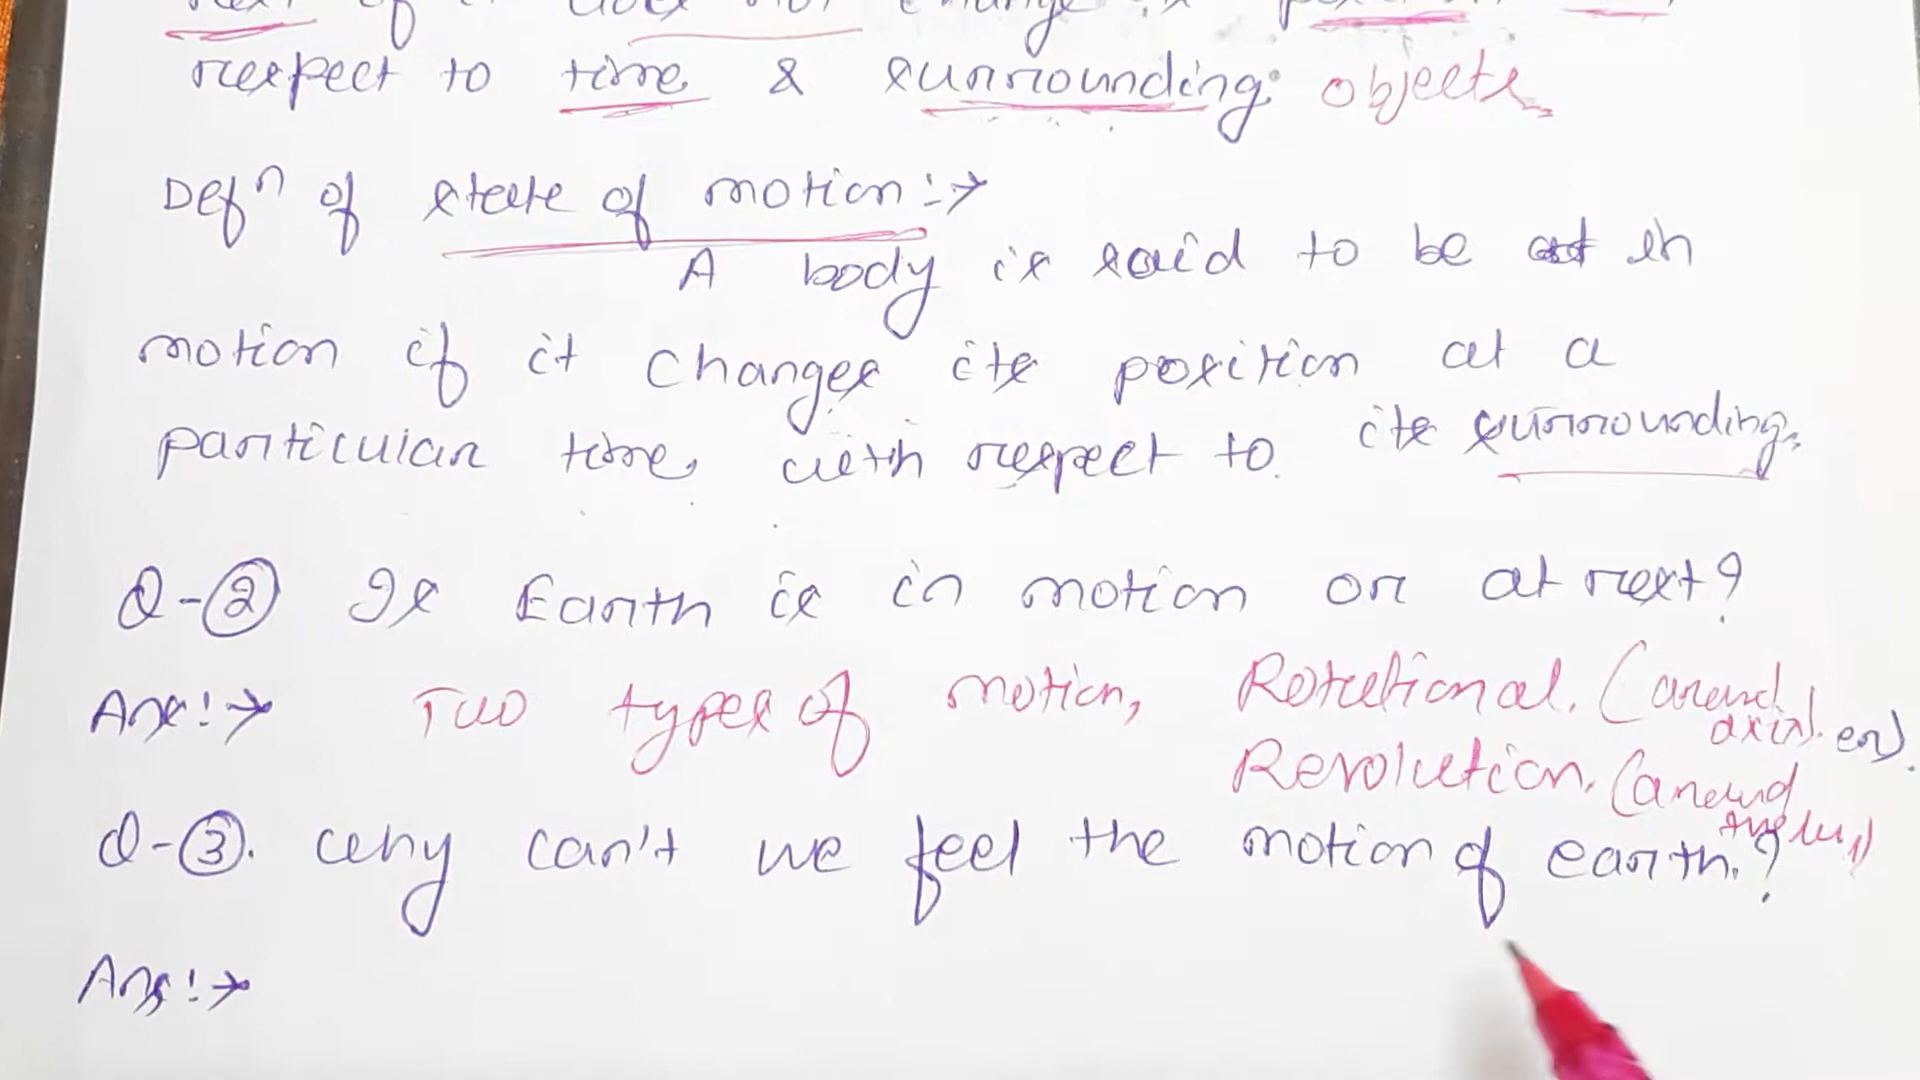 respect to time & surrounding objects
Defn of state of motion :→
A body is said to be at in
motion if it changes its position at a
particular time, with respect to its surrounding.
Q-② Is Earth is in motion or at rest?
Ans:→ Two types of motion, Rotational. (around axis).
Revolution. (around
Q-③. Why can't we feel the motion of earth.?
Ans:→